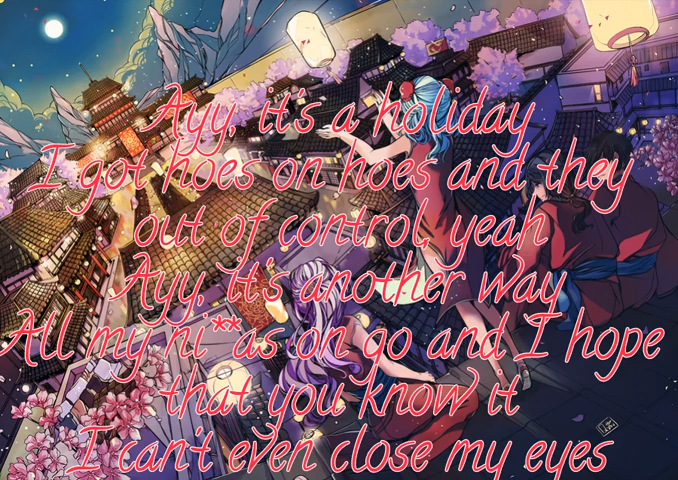 Ayy, it's a holiday
I got hoes on hoes and they
out of control, yeah
Ayy, it's another way
All my ni**as on go and I hope
that you know it
I can't even close my eyes